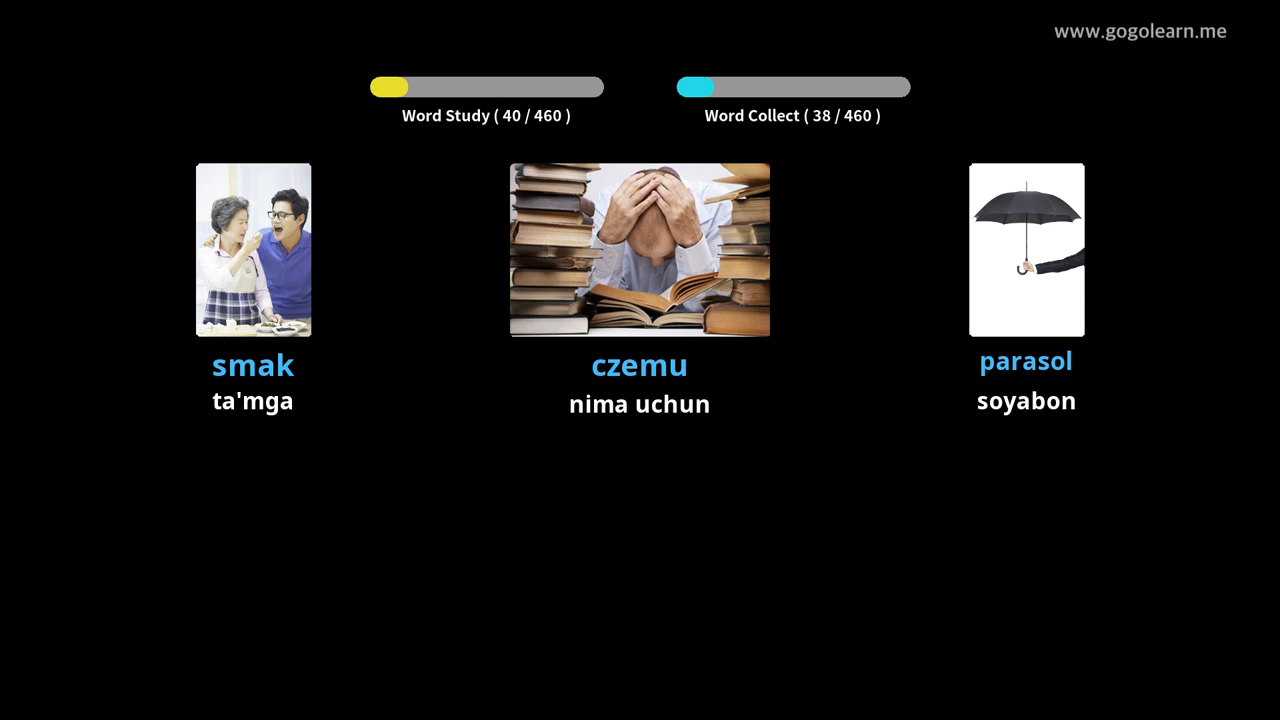 www.gogolearn.me
Word Study ( 40 / 460 )
Word Collect ( 38 / 460 )
smak
ta'mga
czemu
nima uchun
parasol
soyabon